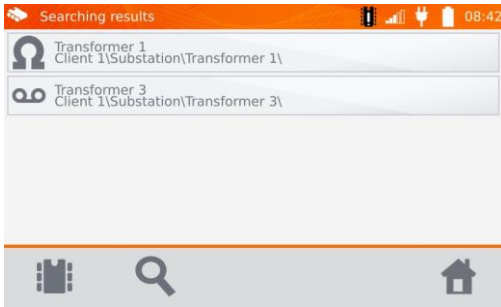 Searching results
08:42
Transformer 1
Client 1\Substation\Transformer 1\
Transformer 3
Client 1\Substation\Transformer 3\